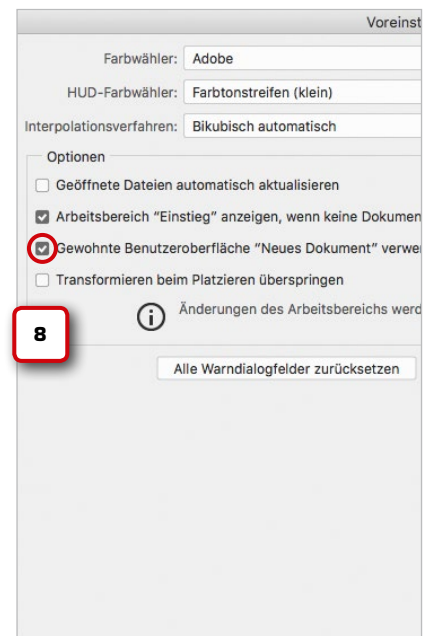 Voreinst
Farbwähler: Adobe
HUD-Farbwähler: Farbtonstreifen (klein)
Interpolationsverfahren: Bikubisch automatisch
Optionen
Geöffnete Dateien automatisch aktualisieren
Arbeitsbereich "Einstieg" anzeigen, wenn keine Dokumen
Gewohnte Benutzeroberfläche "Neues Dokument" verwe
Transformieren beim Platzieren überspringen
Änderungen des Arbeitsbereichs werd
8
Alle Warndialogfelder zurücksetzen